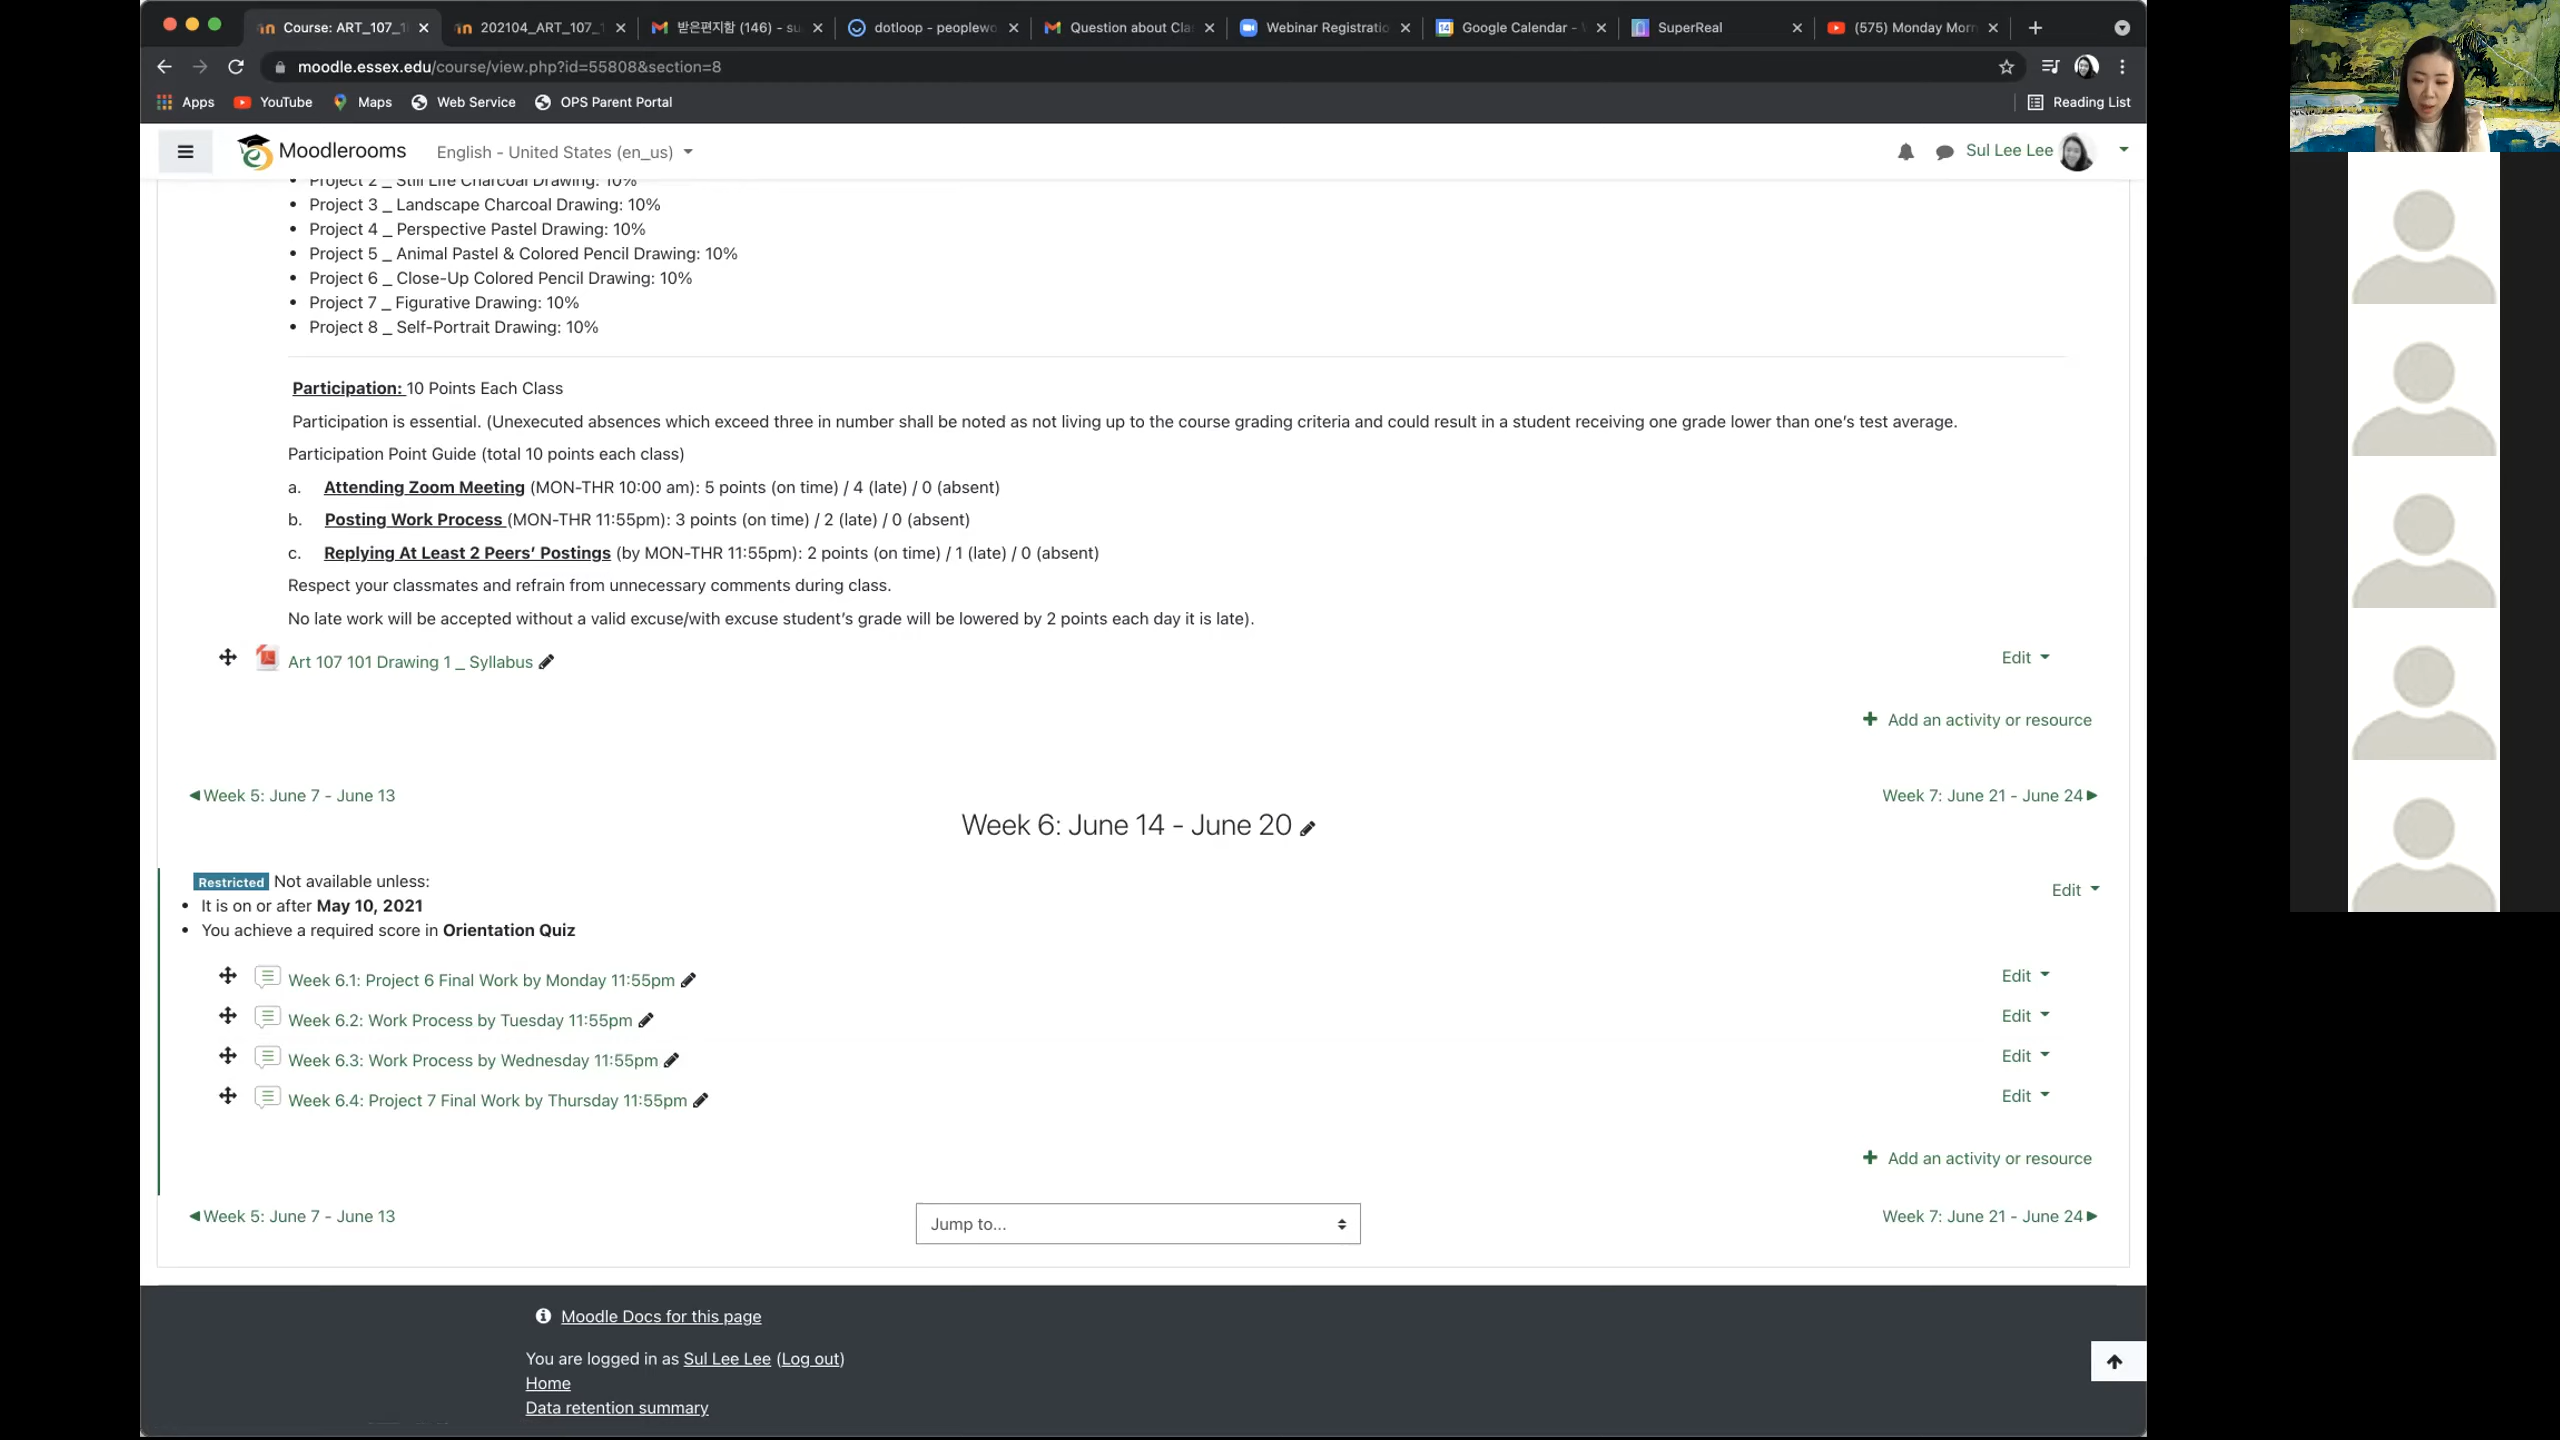 Course: ART_107_1
202104_ART_107_1
받은편지함 (146) - su
dotloop - peoplewo
Question about Cla
Webinar Registratio
Google Calendar -
SuperReal
(575) Monday Morn
moodle.essex.edu/course/view.php?id=55808&section=8
Apps
YouTube
Maps
Web Service
OPS Parent Portal
Reading List
Moodlerooms
English - United States (en_us)
Sul Lee Lee
• Project 2 _ Still Life Charcoal Drawing: 10%
• Project 3 _ Landscape Charcoal Drawing: 10%
• Project 4 _ Perspective Pastel Drawing: 10%
• Project 5 _ Animal Pastel & Colored Pencil Drawing: 10%
• Project 6 _ Close-Up Colored Pencil Drawing: 10%
• Project 7 _ Figurative Drawing: 10%
• Project 8 _ Self-Portrait Drawing: 10%
Participation: 10 Points Each Class
Participation is essential. (Unexecuted absences which exceed three in number shall be noted as not living up to the course grading criteria and could result in a student receiving one grade lower than one's test average.
Participation Point Guide (total 10 points each class)
a. Attending Zoom Meeting (MON-THR 10:00 am): 5 points (on time) / 4 (late) / 0 (absent)
b. Posting Work Process (MON-THR 11:55pm): 3 points (on time) / 2 (late) / 0 (absent)
c. Replying At Least 2 Peers' Postings (by MON-THR 11:55pm): 2 points (on time) / 1 (late) / 0 (absent)
Respect your classmates and refrain from unnecessary comments during class.
No late work will be accepted without a valid excuse/with excuse student's grade will be lowered by 2 points each day it is late).
Art 107 101 Drawing 1 _ Syllabus
Edit
+ Add an activity or resource
◀ Week 5: June 7 - June 13
Week 7: June 21 - June 24 ▶
Week 6: June 14 - June 20
Restricted Not available unless:
Edit
• It is on or after May 10, 2021
• You achieve a required score in Orientation Quiz
Week 6.1: Project 6 Final Work by Monday 11:55pm
Edit
Week 6.2: Work Process by Tuesday 11:55pm
Edit
Week 6.3: Work Process by Wednesday 11:55pm
Edit
Week 6.4: Project 7 Final Work by Thursday 11:55pm
Edit
+ Add an activity or resource
◀ Week 5: June 7 - June 13
Jump to...
Week 7: June 21 - June 24 ▶
Moodle Docs for this page
You are logged in as Sul Lee Lee (Log out)
Home
Data retention summary